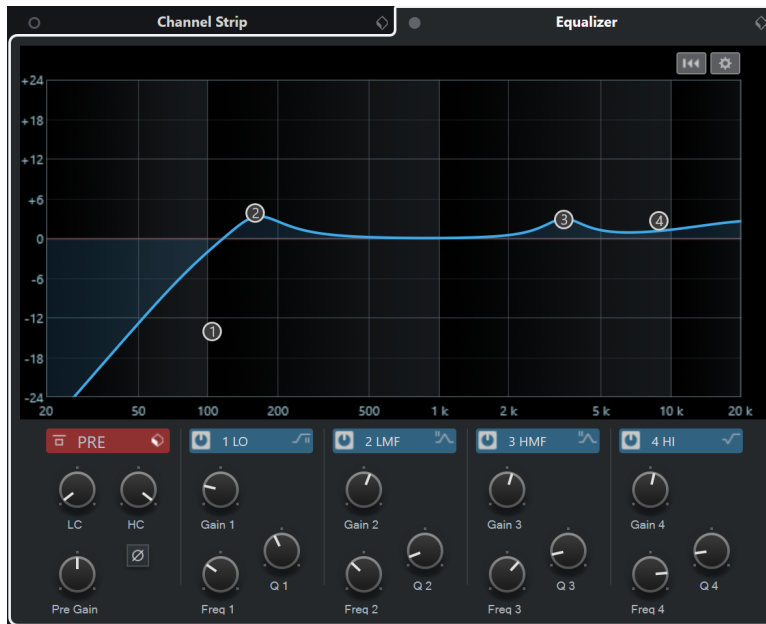 Channel Strip Equalizer
+24
+18
+12
+6
0
-6
-12
-18
-24
1 2 3 4
20 50 100 200 500 1 k 2 k 5 k 10 k 20 k
PRE 1 LO 2 LMF 3 HMF 4 HI
LC HC Gain 1 Gain 2 Gain 3 Gain 4
Ø
Q 1 Q 2 Q 3 Q 4
Pre Gain Freq 1 Freq 2 Freq 3 Freq 4